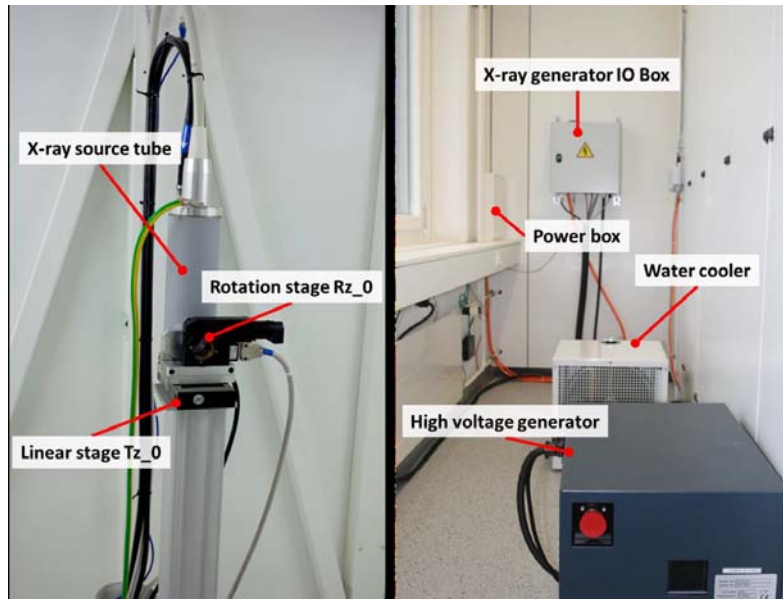 X-ray source tube
Rotation stage Rz_0
Linear stage Tz_0
X-ray generator IO Box
Power box
Water cooler
High voltage generator